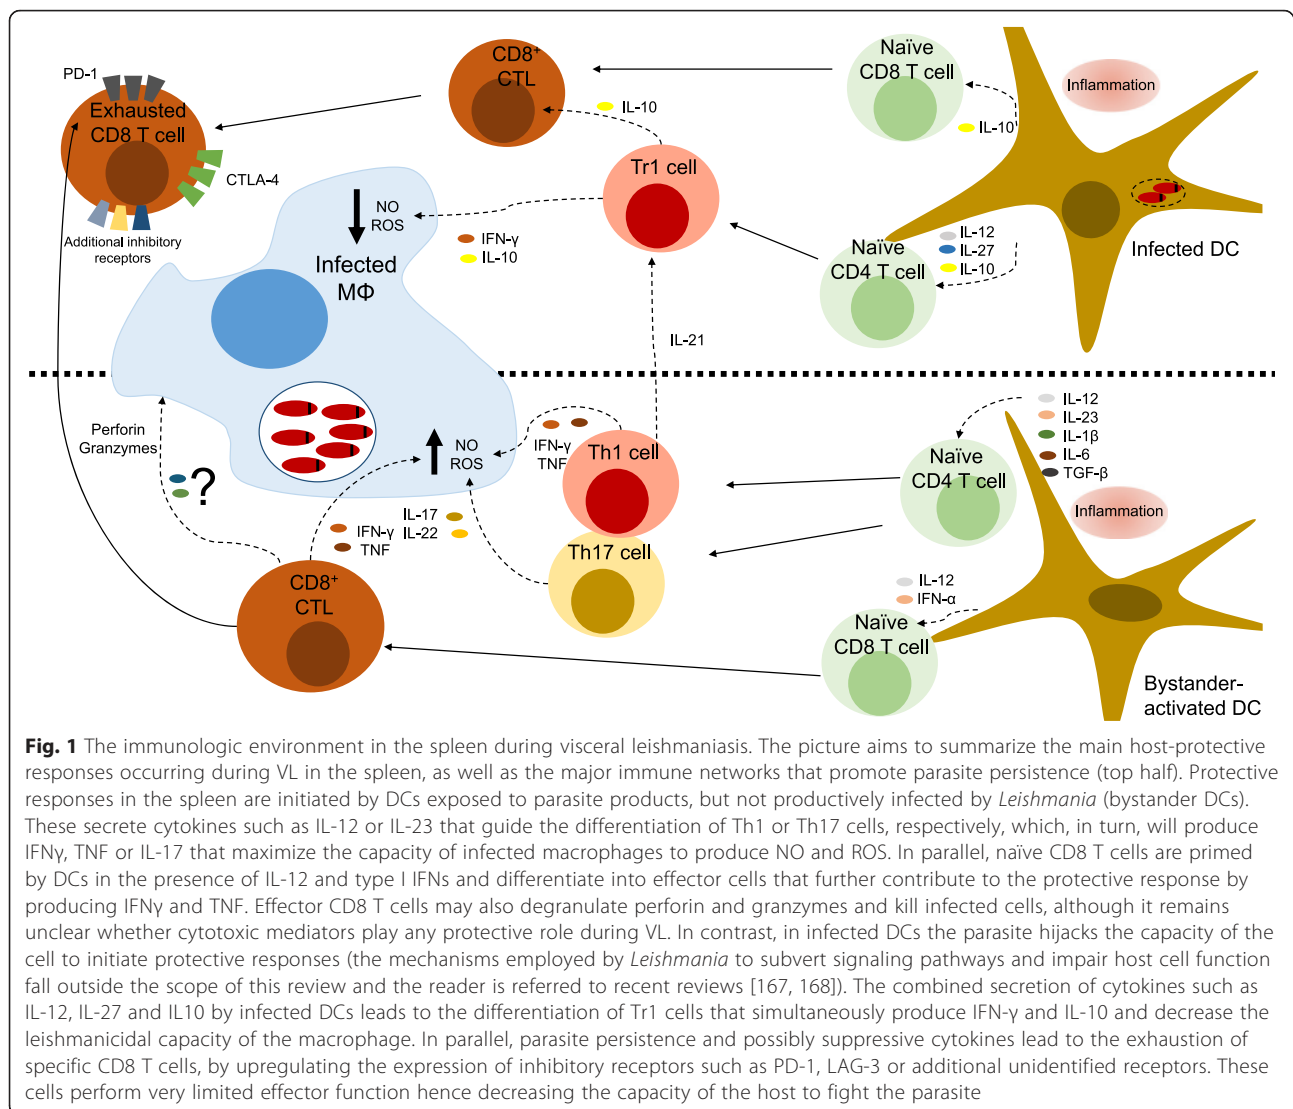 PD-1
Exhausted
CD8 T cell
CTLA-4
Additional inhibitory
receptors
CD8+
CTL
IL-10
Naïve
CD8 T cell
IL-10
Inflammation
Tr1 cell
NO
ROS
IFN-γ
IL-10
Infected
MΦ
Naïve
CD4 T cell
IL-12
IL-27
IL-10
Infected DC
IL-21
Perforin
Granzymes
?
NO
ROS
IFN-γ
TNF
Th1 cell
IL-17
IL-22
IFN-γ
TNF
Th17 cell
CD8+
CTL
Naïve
CD4 T cell
IL-12
IL-23
IL-1β
IL-6
TGF-β
Inflammation
IL-12
IFN-α
Naïve
CD8 T cell
Bystander-
activated DC
Fig. 1 The immunologic environment in the spleen during visceral leishmaniasis. The picture aims to summarize the main host-protective
responses occurring during VL in the spleen, as well as the major immune networks that promote parasite persistence (top half). Protective
responses in the spleen are initiated by DCs exposed to parasite products, but not productively infected by Leishmania (bystander DCs).
These secrete cytokines such as IL-12 or IL-23 that guide the differentiation of Th1 or Th17 cells, respectively, which, in turn, will produce
IFNγ, TNF or IL-17 that maximize the capacity of infected macrophages to produce NO and ROS. In parallel, naïve CD8 T cells are primed
by DCs in the presence of IL-12 and type I IFNs and differentiate into effector cells that further contribute to the protective response by
producing IFNγ and TNF. Effector CD8 T cells may also degranulate perforin and granzymes and kill infected cells, although it remains
unclear whether cytotoxic mediators play any protective role during VL. In contrast, in infected DCs the parasite hijacks the capacity of the
cell to initiate protective responses (the mechanisms employed by Leishmania to subvert signaling pathways and impair host cell function
fall outside the scope of this review and the reader is referred to recent reviews [167, 168]). The combined secretion of cytokines such as
IL-12, IL-27 and IL10 by infected DCs leads to the differentiation of Tr1 cells that simultaneously produce IFN-γ and IL-10 and decrease the
leishmanicidal capacity of the macrophage. In parallel, parasite persistence and possibly suppressive cytokines lead to the exhaustion of
specific CD8 T cells, by upregulating the expression of inhibitory receptors such as PD-1, LAG-3 or additional unidentified receptors. These
cells perform very limited effector function hence decreasing the capacity of the host to fight the parasite